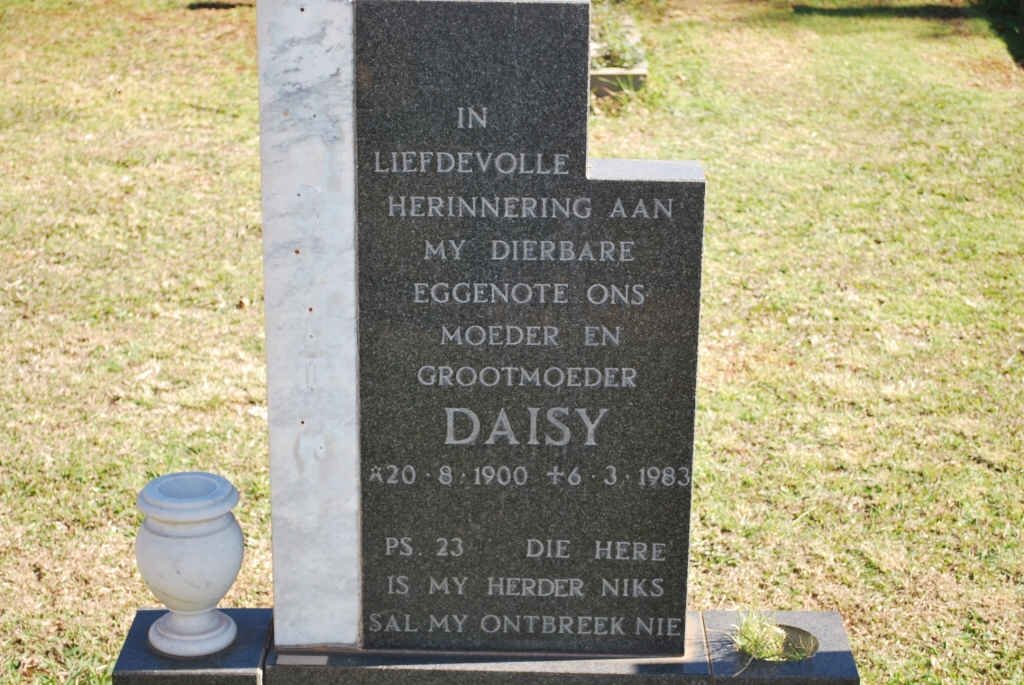 IN
LIEFDEVOLLE
HERINNERING AAN
MY DIERBARE
EGGENOTE ONS
MOEDER EN
GROOTMOEDER
DAISY
*20 · 8 · 1900 ✝6 · 3 · 1983
PS. 23 DIE HERE
IS MY HERDER NIKS
SAL MY ONTBREEK NIE